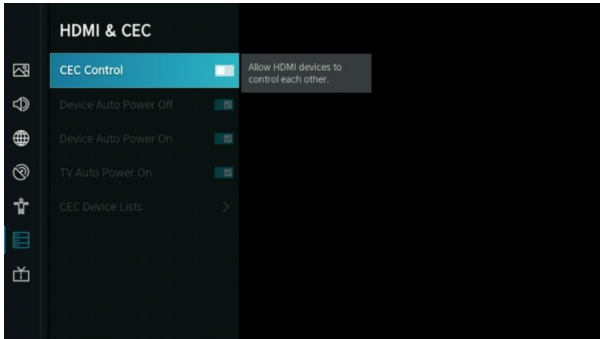 HDMI & CEC
CEC Control
Allow HDMI devices to
control each other.
Device Auto Power Off
Device Auto Power On
TV Auto Power On
CEC Device Lists